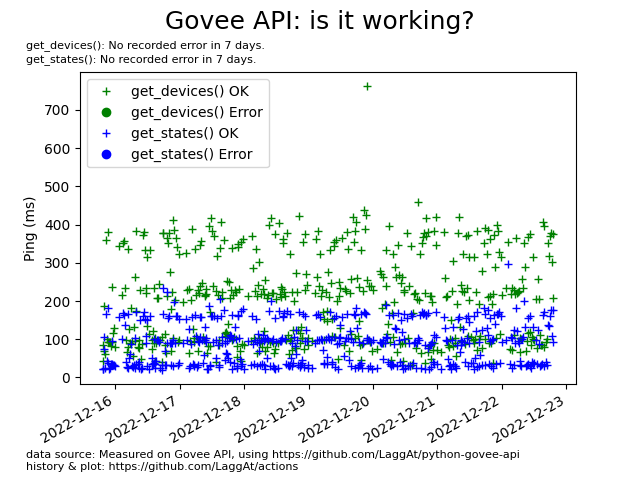 Govee API: is it working?
get_devices(): No recorded error in 7 days.
get_states(): No recorded error in 7 days.
get_devices() OK
get_devices() Error
get_states() OK
get_states() Error
Ping (ms)
700
600
500
400
300
200
100
0
2022-12-16
2022-12-17
2022-12-18
2022-12-19
2022-12-20
2022-12-21
2022-12-22
2022-12-23
data source: Measured on Govee API, using https://github.com/LaggAt/python-govee-api
history & plot: https://github.com/LaggAt/actions